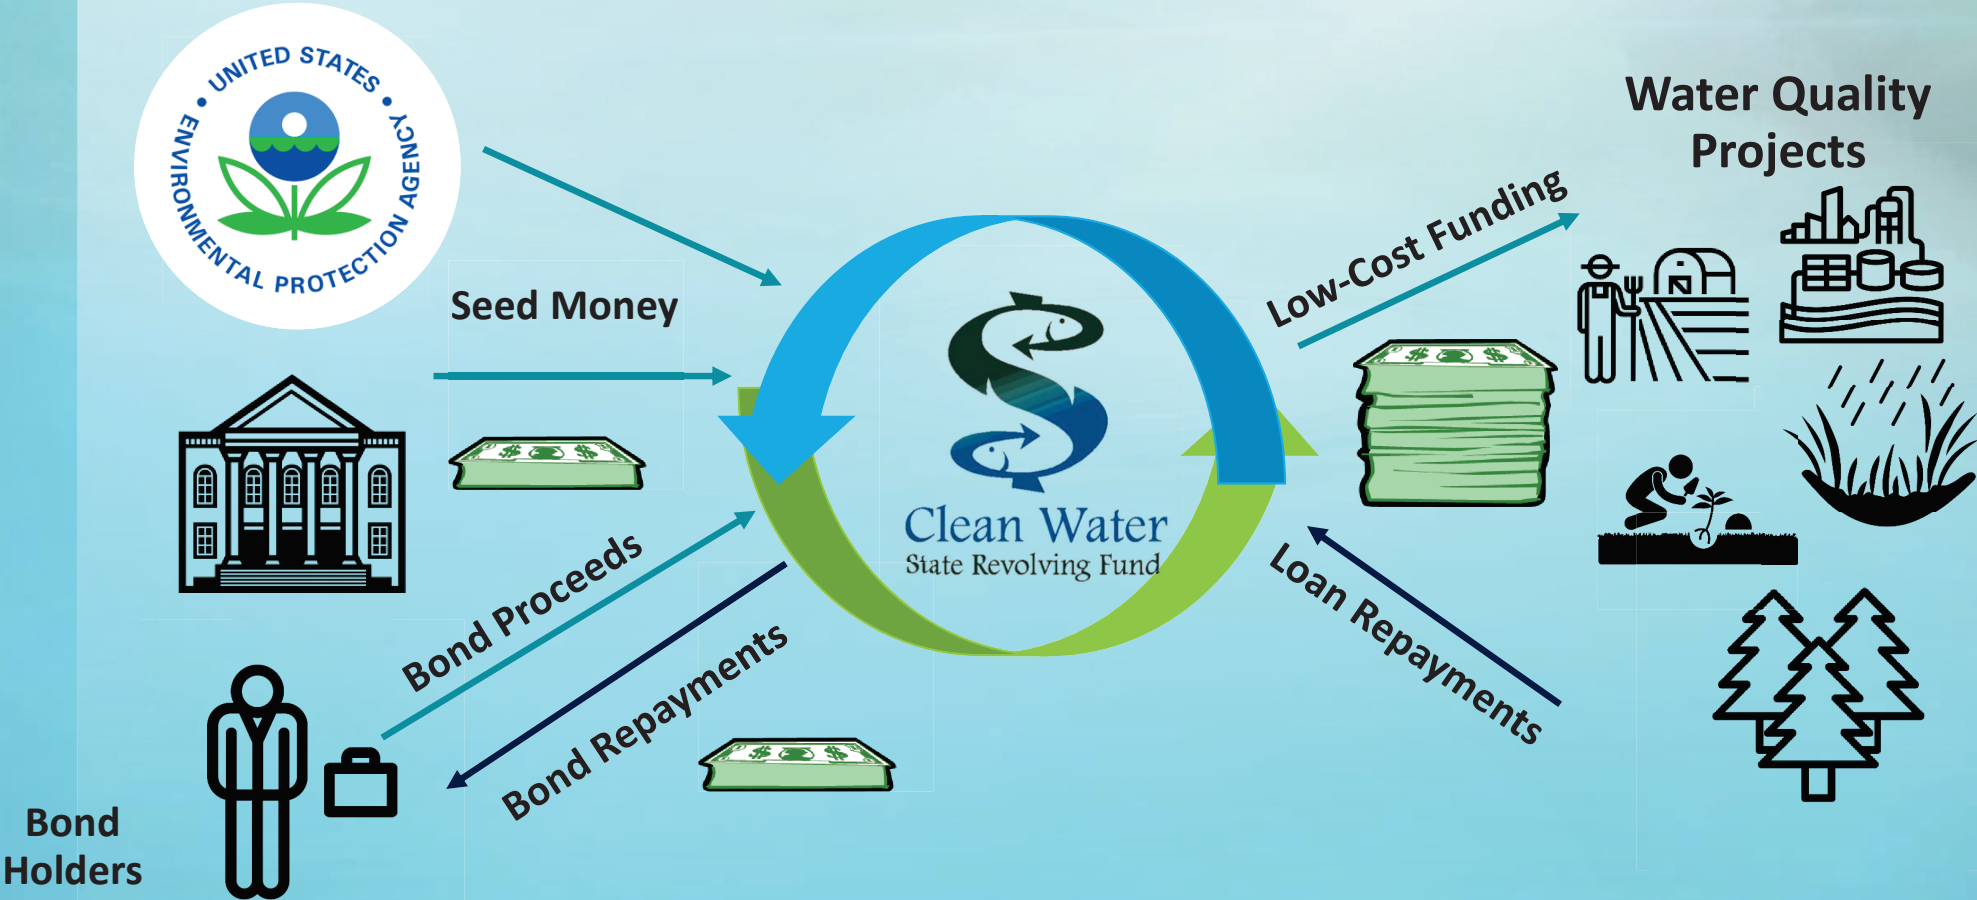 UNITED STATES • ENVIRONMENTAL PROTECTION AGENCY •
Water Quality
Projects
Low-Cost Funding
Seed Money
Clean Water
State Revolving Fund
Bond Proceeds
Bond Repayments
Loan Repayments
Bond
Holders